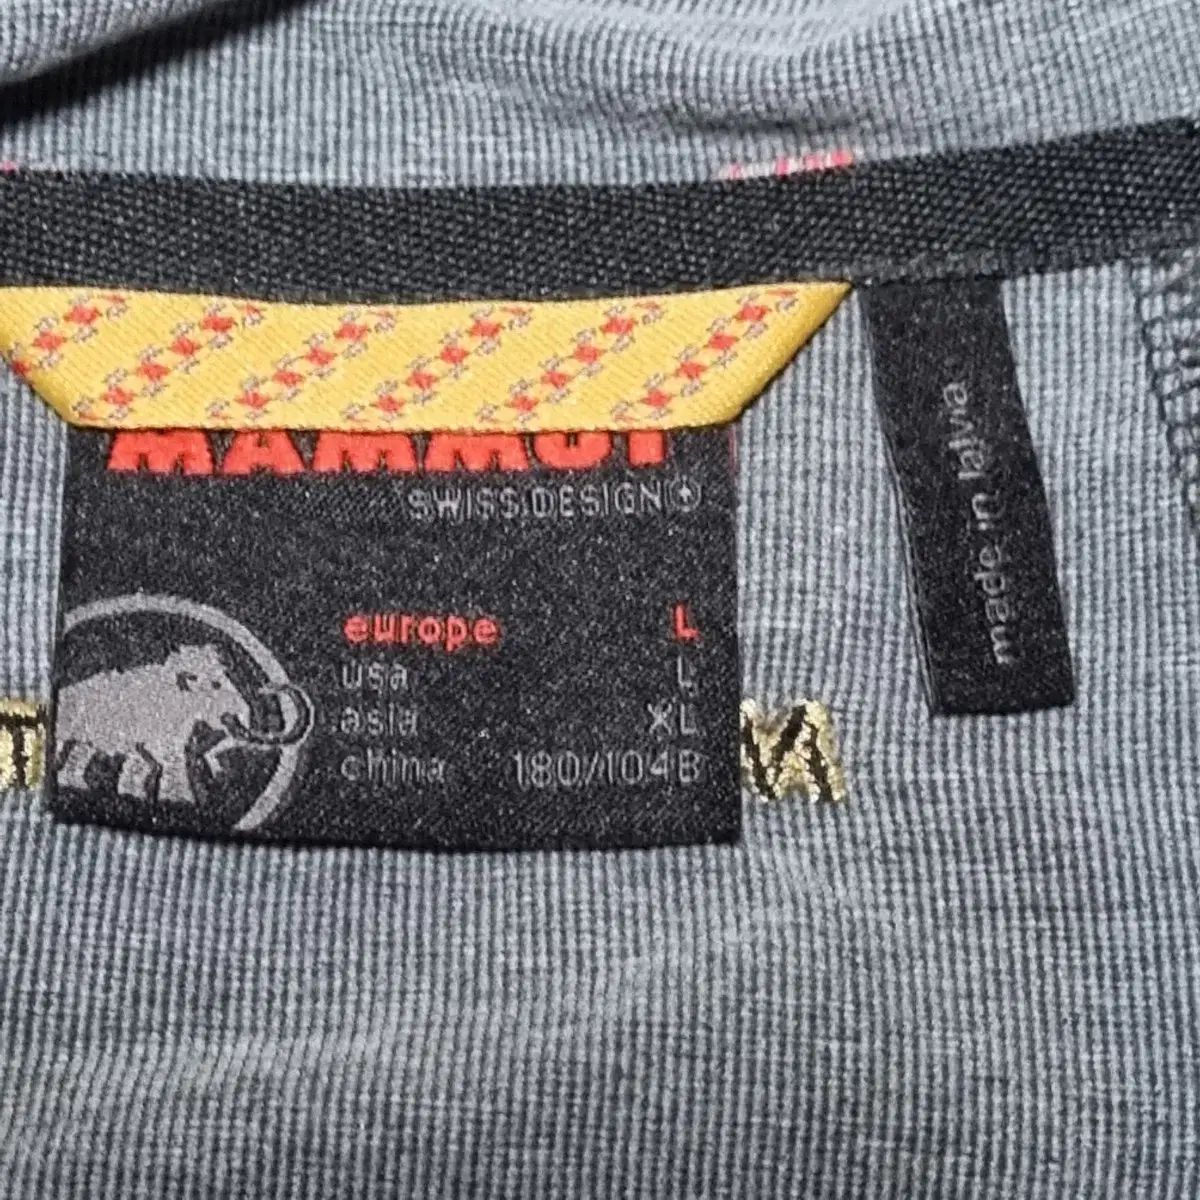 MAMMUT
SWISS DESIGN
europe L
usa L
asia XL
china 180/104B
made in latvia